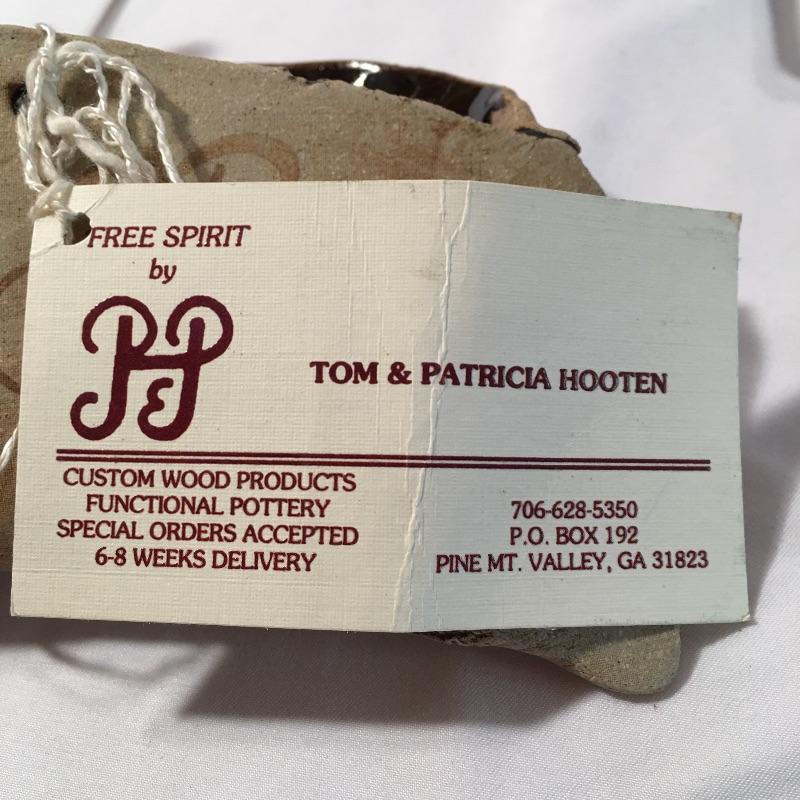 FREE SPIRIT
by
P&P
TOM & PATRICIA HOOTEN
CUSTOM WOOD PRODUCTS
FUNCTIONAL POTTERY
SPECIAL ORDERS ACCEPTED
6-8 WEEKS DELIVERY
706-628-5350
P.O. BOX 192
PINE MT. VALLEY, GA 31823